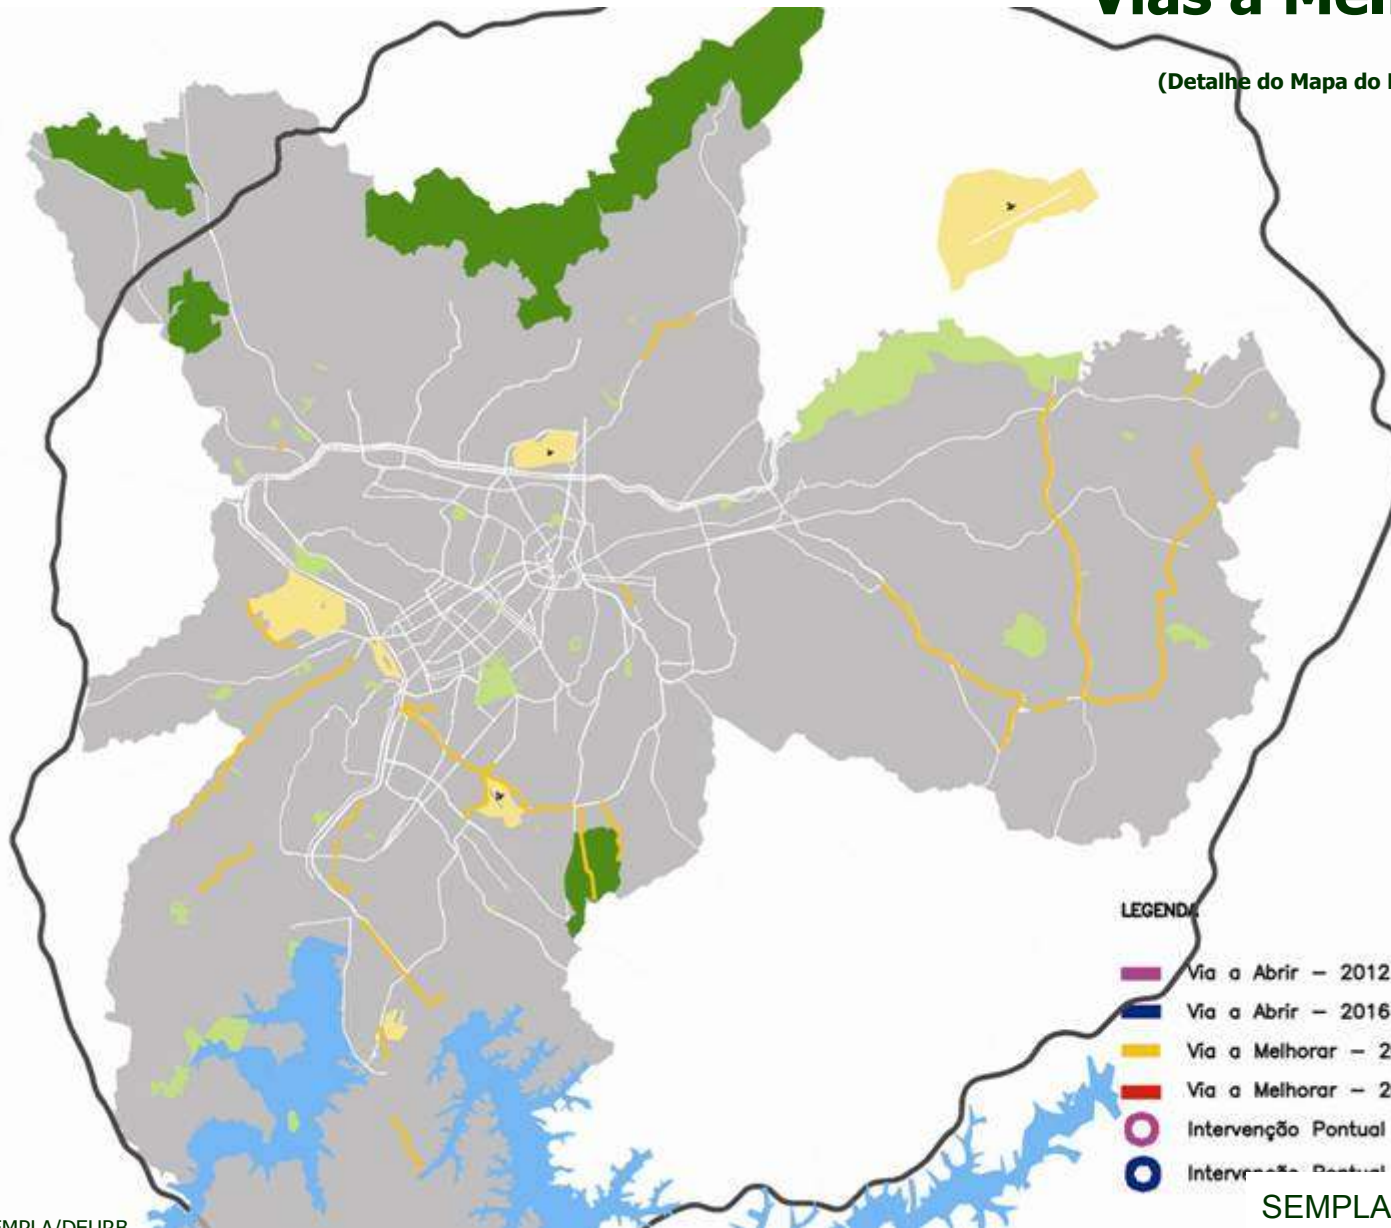 Vias a
(Detalhe do Mapa do
LEGENDA
Via a Abrir – 2012
Via a Abrir – 2016
Via a Melhorar – 2
Via a Melhorar – 2
Intervenção Pontual
SEMPLA